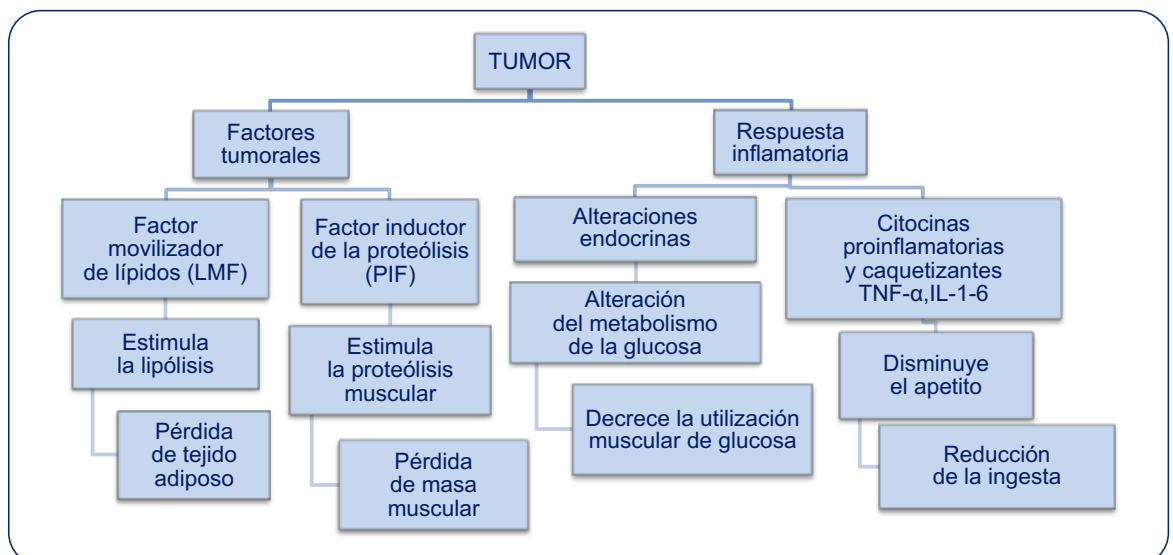 TUMOR
Factores
tumorales
Respuesta
inflamatoria
Factor
movilizador
de lípidos (LMF)
Factor inductor
de la proteólisis
(PIF)
Alteraciones
endocrinas
Citocinas
proinflamatorias
y caquetizantes
TNF-α,IL-1-6
Estimula
la lipólisis
Estimula
la proteólisis
muscular
Alteración
del metabolismo
de la glucosa
Disminuye
el apetito
Pérdida
de tejido
adiposo
Pérdida
de masa
muscular
Decrece la utilización
muscular de glucosa
Reducción
de la ingesta